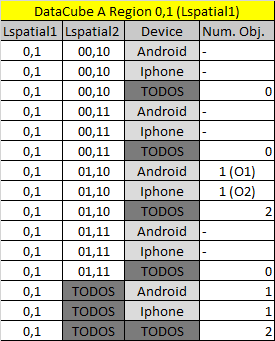 DataCube A Region 0,1 (Lspatial1)
Lspatial1 Lspatial2 Device Num. Obj.
0,1 00,10 Android -
0,1 00,10 Iphone -
0,1 00,10 TODOS 0
0,1 00,11 Android -
0,1 00,11 Iphone -
0,1 00,11 TODOS 0
0,1 01,10 Android 1 (O1)
0,1 01,10 Iphone 1 (O2)
0,1 01,10 TODOS 2
0,1 01,11 Android -
0,1 01,11 Iphone -
0,1 01,11 TODOS 0
0,1 TODOS Android 1
0,1 TODOS Iphone 1
0,1 TODOS TODOS 2